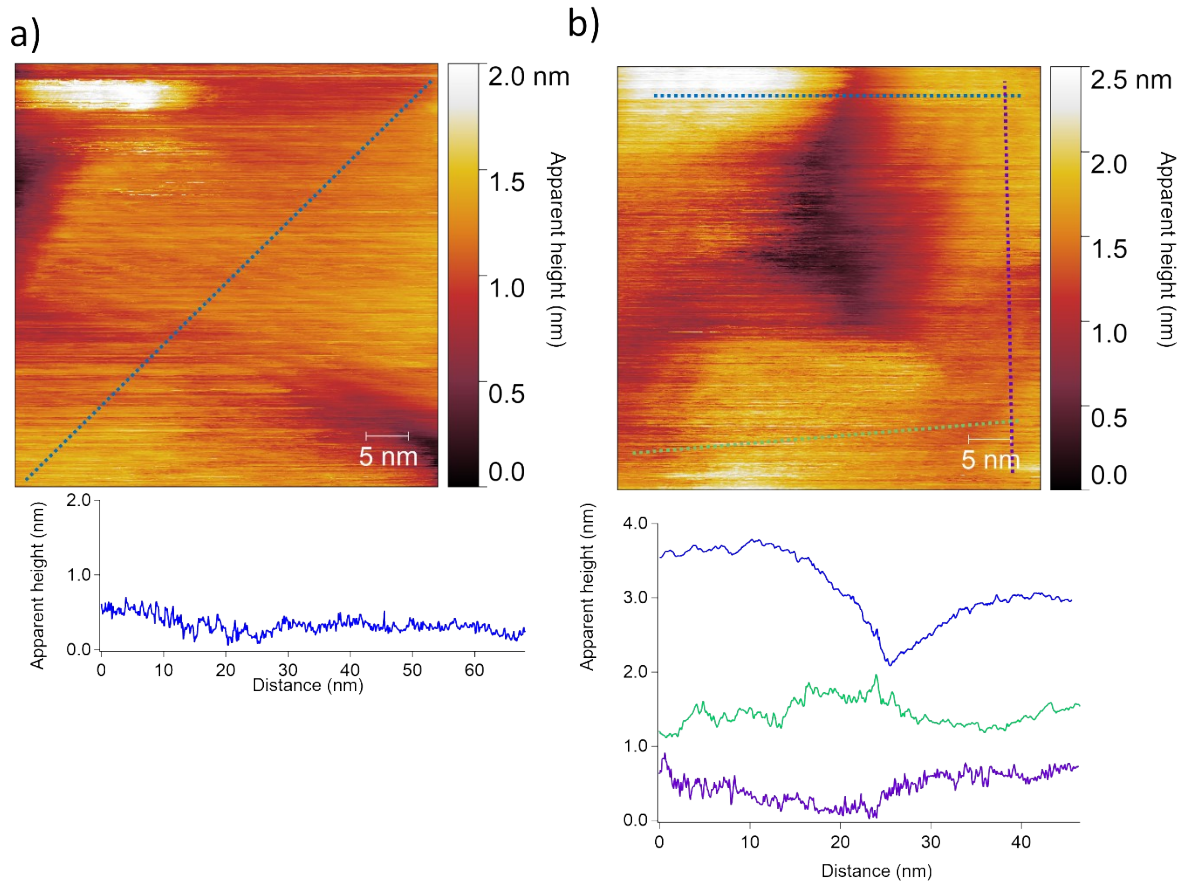 a)
2.0 nm
1.5
1.0
0.5
0.0
Apparent height (nm)
5 nm
2.0
1.0
0.0
Apparent height (nm)
0 10 20 30 40 50 60
Distance (nm)
b)
2.5 nm
2.0
1.5
1.0
0.5
0.0
Apparent height (nm)
5 nm
4.0
3.0
2.0
1.0
0.0
Apparent height (nm)
0 10 20 30 40
Distance (nm)